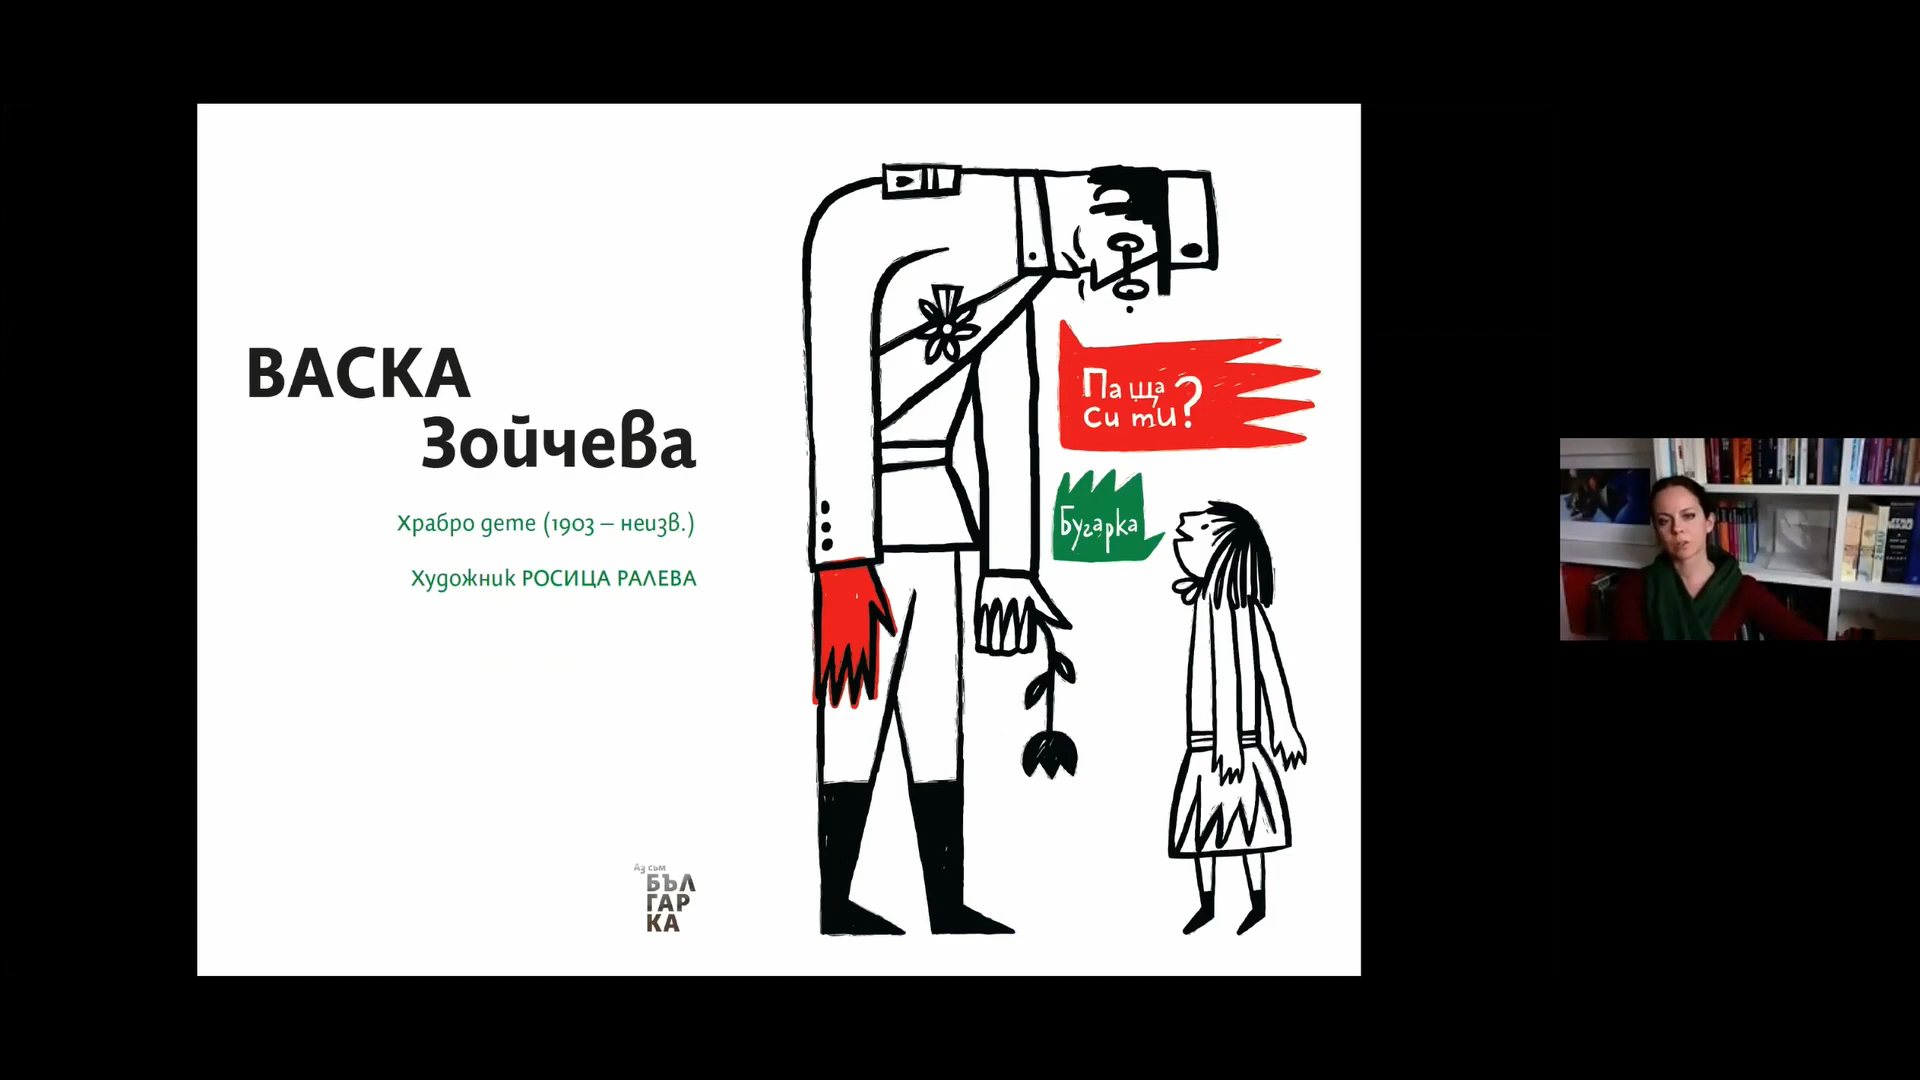 ВАСКА
Зойчева
Храбро дете (1903 – неизв.)
Художник РОСИЦА РАЛЕВА
Па ща
си ти?
Бугарка
Аз съм
БЪЛ
ГАР
КА